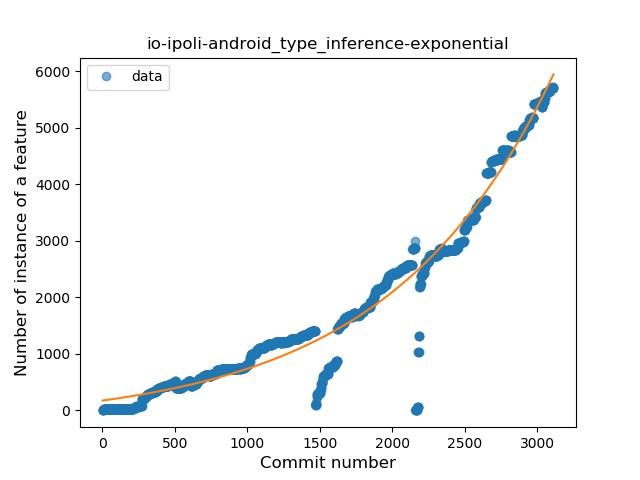 io-ipoli-android_type_inference-exponential
data
Number of instance of a feature
6000
5000
4000
3000
2000
1000
0
0 500 1000 1500 2000 2500 3000
Commit number